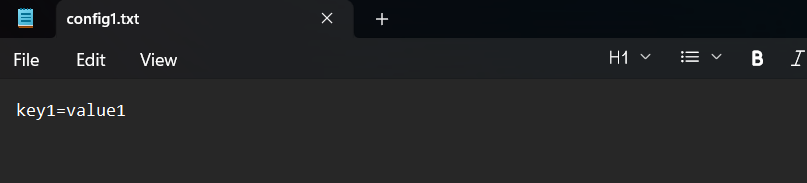 config1.txt
File Edit View H1 B I
key1=value1